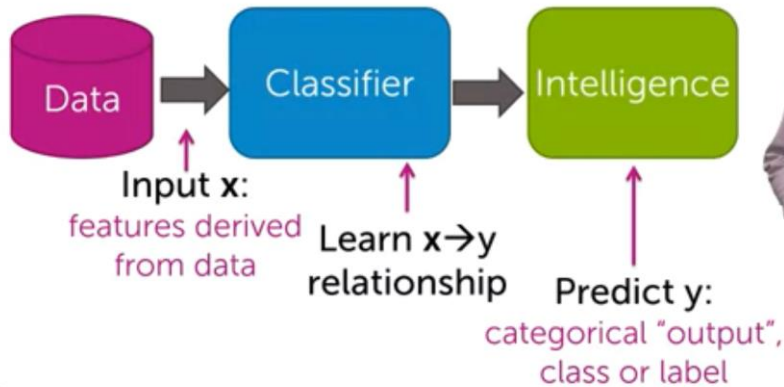 Data
Classifier
Intelligence
Input x:
features derived
from data
Learn x→y
relationship
Predict y:
categorical "output",
class or label